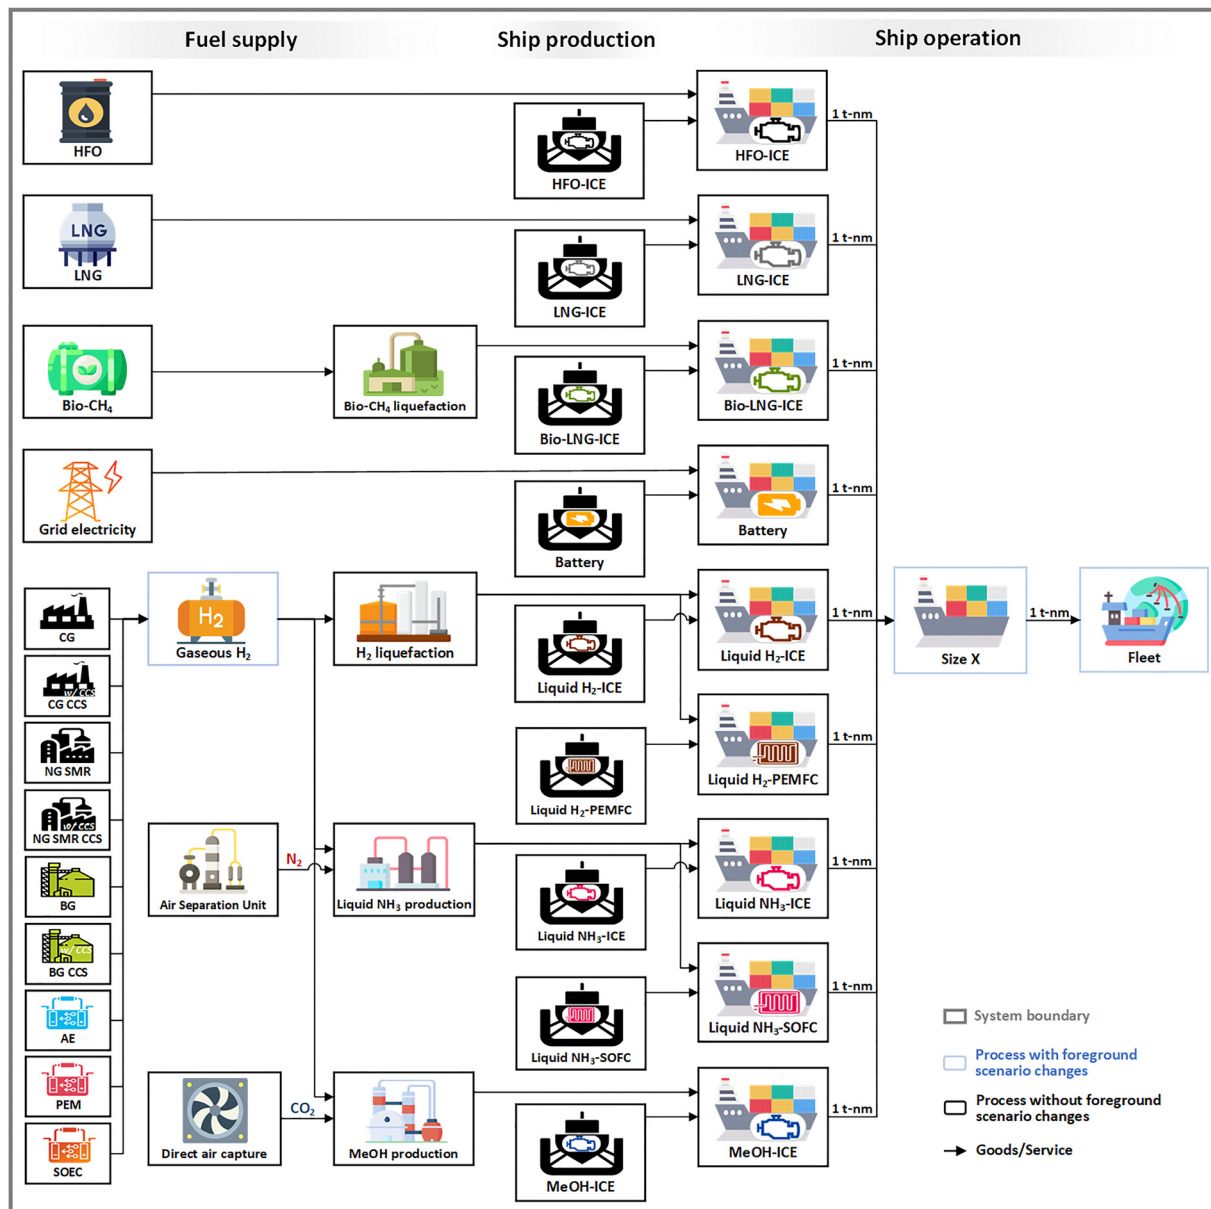 Fuel supply
Ship production
Ship operation
HFO
HFO-ICE
HFO-ICE
1 t-nm
LNG
LNG
LNG-ICE
LNG-ICE
1 t-nm
Bio-CH₄
Bio-CH₄ liquefaction
Bio-LNG-ICE
Bio-LNG-ICE
1 t-nm
Grid electricity
Battery
Battery
1 t-nm
CG
H₂
Gaseous H₂
H₂ liquefaction
Liquid H₂-ICE
Liquid H₂-ICE
1 t-nm
Size X
1 t-nm
Fleet
w/ CCS
CG CCS
NG SMR
Liquid H₂-PEMFC
Liquid H₂-PEMFC
1 t-nm
w/ CCS
NG SMR CCS
BG
Air Separation Unit
N₂
Liquid NH₃ production
Liquid NH₃-ICE
Liquid NH₃-ICE
1 t-nm
w/ CCS
BG CCS
AE
Liquid NH₃-SOFC
Liquid NH₃-SOFC
1 t-nm
PEM
SOEC
Direct air capture
CO₂
MeOH production
MeOH-ICE
MeOH-ICE
1 t-nm
System boundary
Process with foreground
scenario changes
Process without foreground
scenario changes
Goods/Service